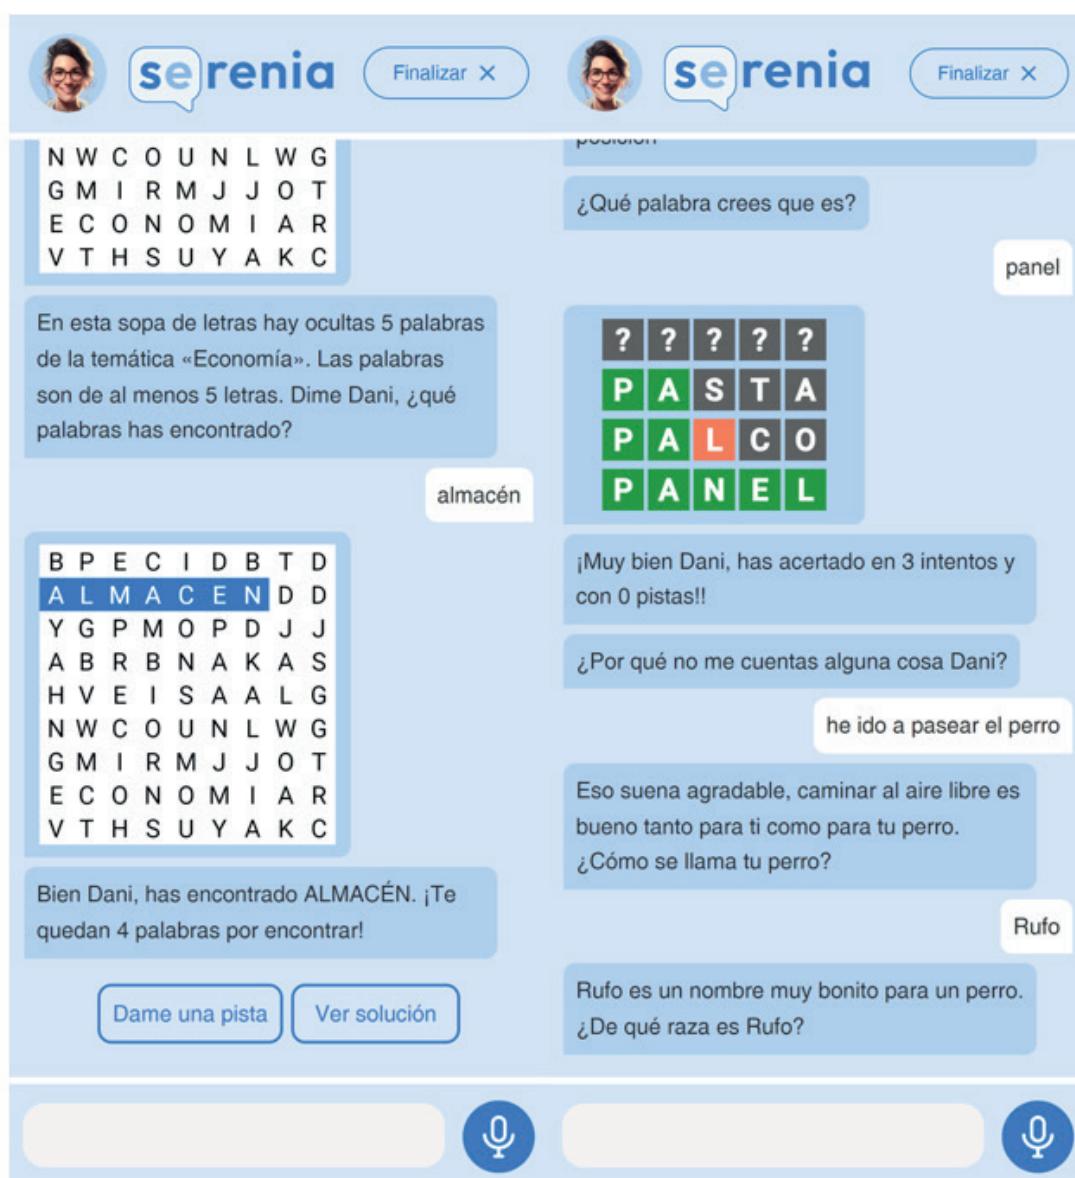 serenia
Finalizar ×
N W C O U N L W G
G M I R M J J O T
E C O N O M I A R
V T H S U Y A K C
En esta sopa de letras hay ocultas 5 palabras
de la temática «Economía». Las palabras
son de al menos 5 letras. Dime Dani, ¿qué
palabras has encontrado?
almacén
B P E C I D B T D
A L M A C E N D D
Y G P M O P D J J
A B R B N A K A S
H V E I S A A L G
N W C O U N L W G
G M I R M J J O T
E C O N O M I A R
V T H S U Y A K C
Bien Dani, has encontrado ALMACÉN. ¡Te
quedan 4 palabras por encontrar!
Dame una pista
Ver solución
serenia
Finalizar ×
¿Qué palabra crees que es?
panel
? ? ? ? ?
P A S T A
P A L C O
P A N E L
¡Muy bien Dani, has acertado en 3 intentos y
con 0 pistas!!
¿Por qué no me cuentas alguna cosa Dani?
he ido a pasear el perro
Eso suena agradable, caminar al aire libre es
bueno tanto para ti como para tu perro.
¿Cómo se llama tu perro?
Rufo
Rufo es un nombre muy bonito para un perro.
¿De qué raza es Rufo?